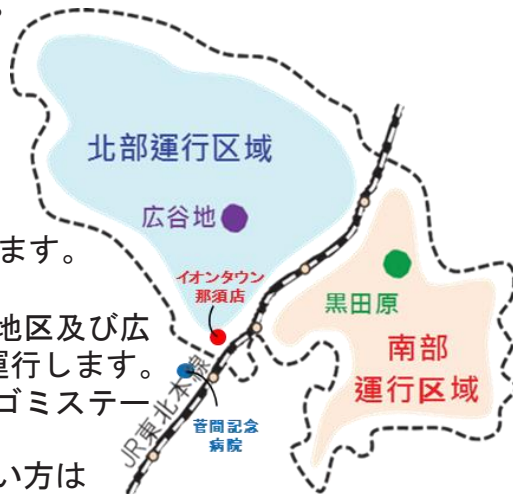 北部運行区域
広谷地
ます。
イオンタウン
那須店
黒田原
地区及び広
運行します。
南部
運行区域
ゴミステー
JR東北本線
菅間記念
病院
い方は